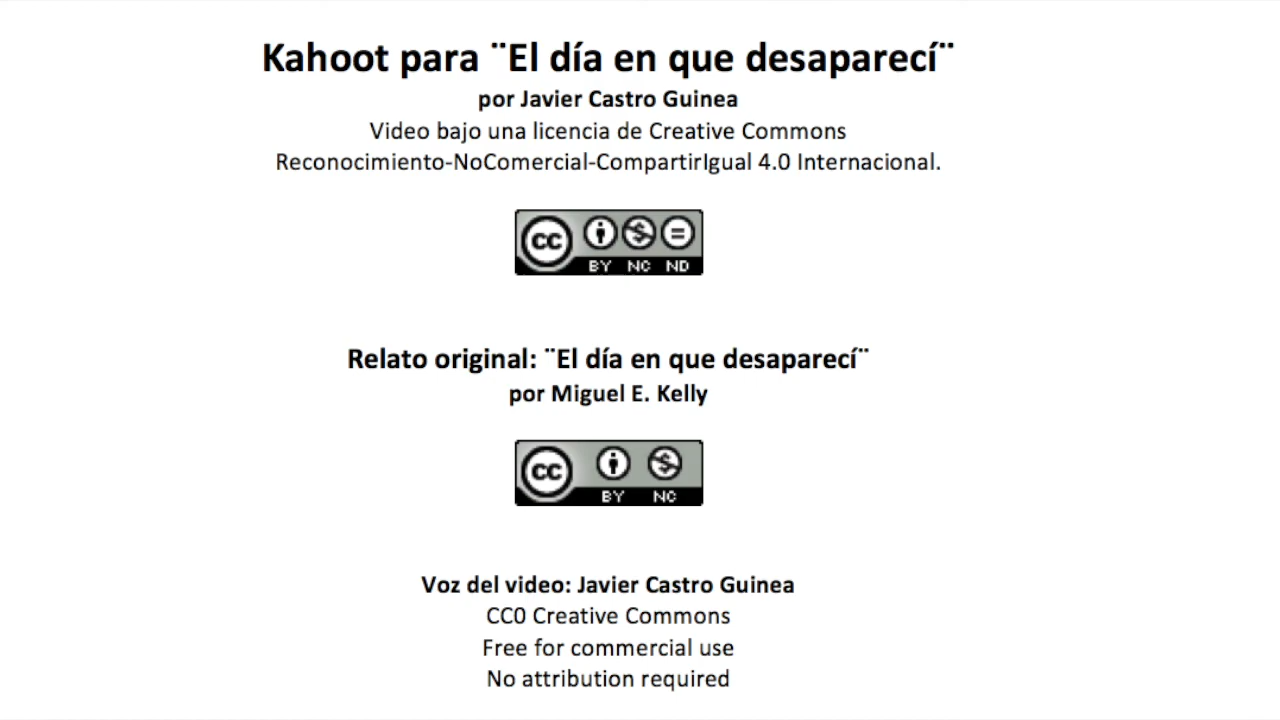 Kahoot para ¨El día en que desaparecí¨
por Javier Castro Guinea
Video bajo una licencia de Creative Commons
Reconocimiento-NoComercial-CompartirIgual 4.0 Internacional.
cc
BY NC ND
Relato original: ¨El día en que desaparecí¨
por Miguel E. Kelly
cc
BY NC
Voz del video: Javier Castro Guinea
CC0 Creative Commons
Free for commercial use
No attribution required